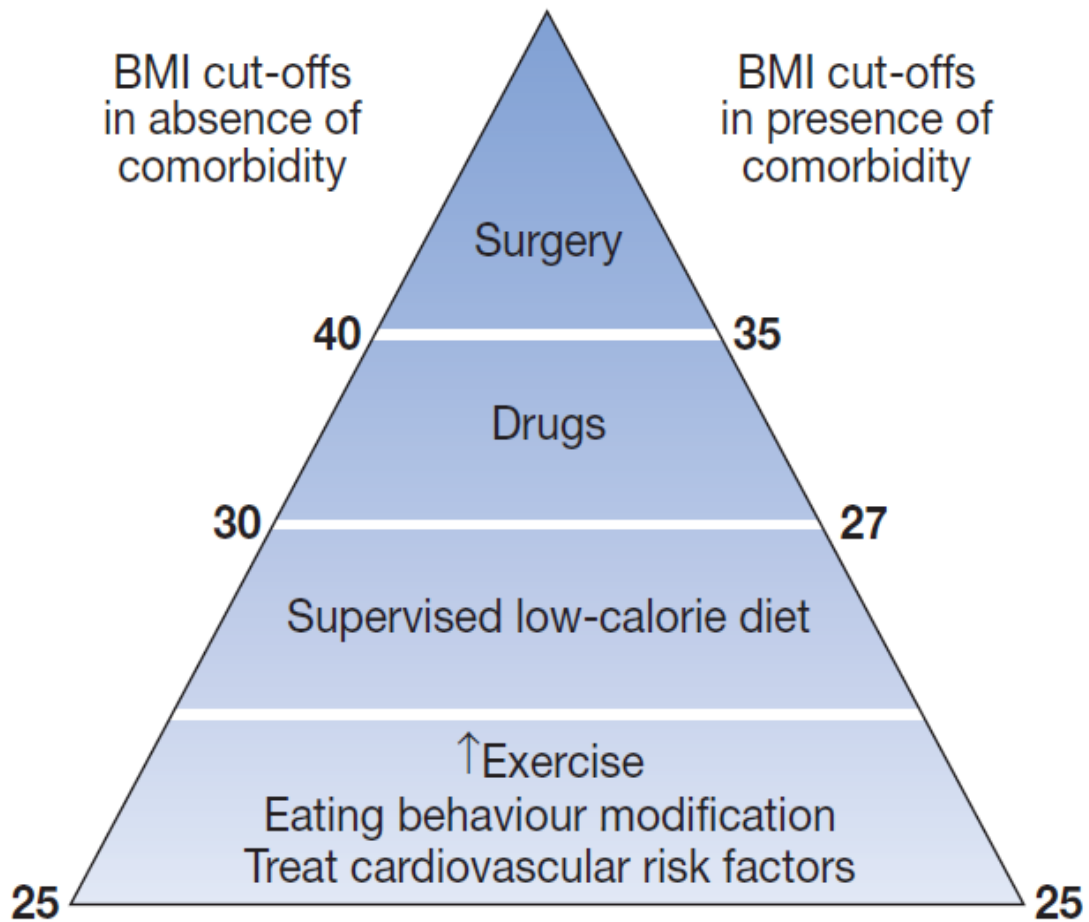 BMI cut-offs
in absence of
comorbidity
BMI cut-offs
in presence of
comorbidity
Surgery
40
35
Drugs
30
27
Supervised low-calorie diet
↑Exercise
Eating behaviour modification
Treat cardiovascular risk factors
25
25